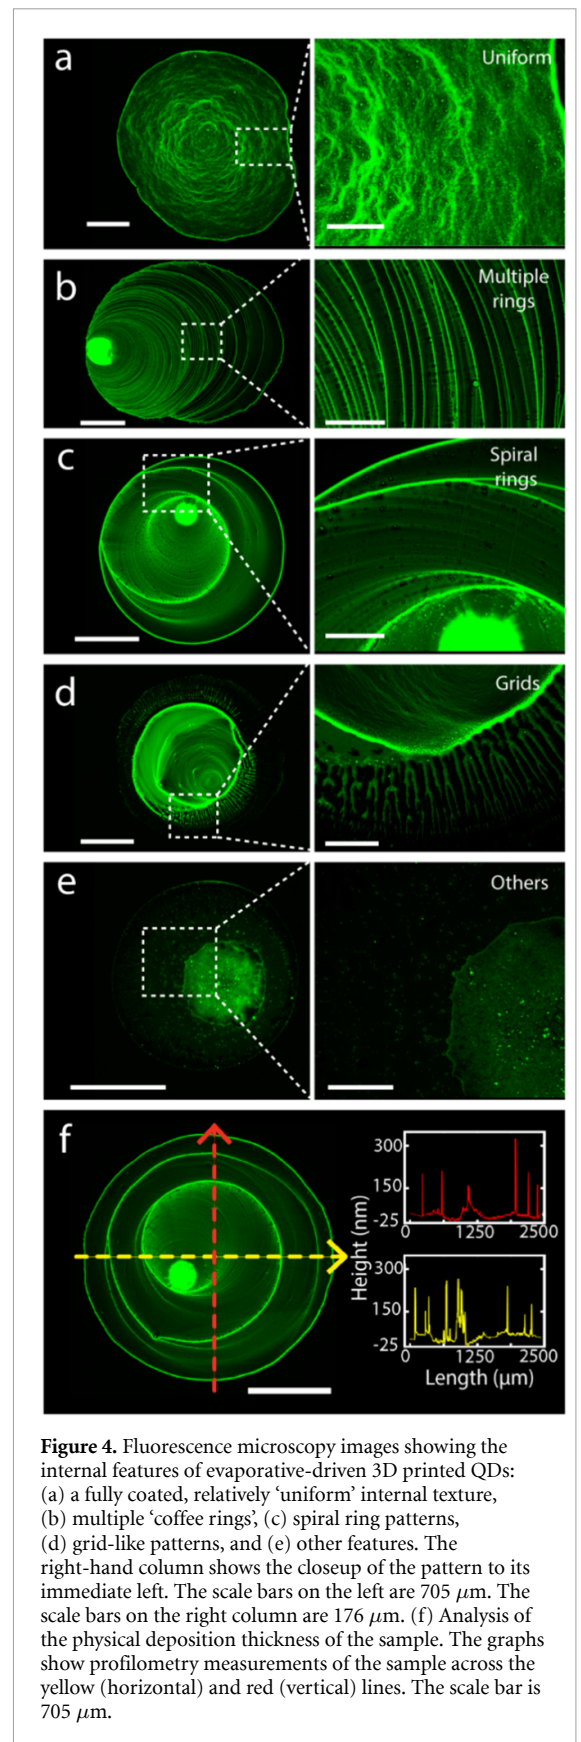 a
Uniform
b
Multiple
rings
c
Spiral
rings
d
Grids
e
Others
f
300
150
-25
0 1250 2500
Height (nm)
300
150
-25
0 1250 2500
Length (μm)
Figure 4. Fluorescence microscopy images showing the
internal features of evaporative-driven 3D printed QDs:
(a) a fully coated, relatively ‘uniform’ internal texture,
(b) multiple ‘coffee rings’, (c) spiral ring patterns,
(d) grid-like patterns, and (e) other features. The
right-hand column shows the closeup of the pattern to its
immediate left. The scale bars on the left are 705 μm. The
scale bars on the right column are 176 μm. (f) Analysis of
the physical deposition thickness of the sample. The graphs
show profilometry measurements of the sample across the
yellow (horizontal) and red (vertical) lines. The scale bar is
705 μm.